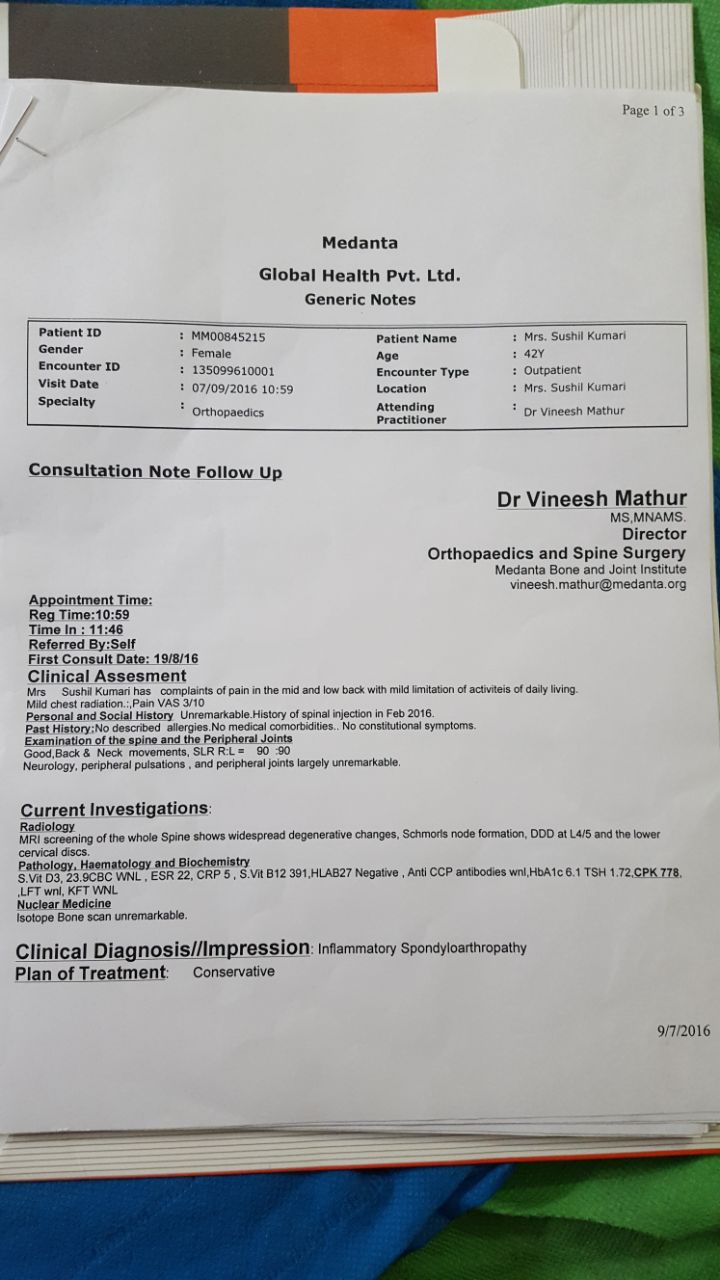 Page 1 of 3
Medanta
Global Health Pvt. Ltd.
Generic Notes
Patient ID : MM00845215 Patient Name : Mrs. Sushil Kumari
Gender : Female Age : 42Y
Encounter ID : 135099610001 Encounter Type : Outpatient
Visit Date : 07/09/2016 10:59 Location : Mrs. Sushil Kumari
Specialty : Orthopaedics Attending Practitioner : Dr Vineesh Mathur
Consultation Note Follow Up
Dr Vineesh Mathur
MS,MNAMS.
Director
Orthopaedics and Spine Surgery
Medanta Bone and Joint Institute
vineesh.mathur@medanta.org
Appointment Time:
Reg Time:10:59
Time In : 11:46
Referred By:Self
First Consult Date: 19/8/16
Clinical Assesment
Mrs Sushil Kumari has complaints of pain in the mid and low back with mild limitation of activiteis of daily living.
Mild chest radiation.:,Pain VAS 3/10
Personal and Social History Unremarkable.History of spinal injection in Feb 2016.
Past History:No described allergies.No medical comorbidities.. No constitutional symptoms.
Examination of the spine and the Peripheral Joints
Good,Back & Neck movements, SLR R:L = 90 :90
Neurology, peripheral pulsations , and peripheral joints largely unremarkable.
Current Investigations:
Radiology
MRI screening of the whole Spine shows widespread degenerative changes, Schmorls node formation, DDD at L4/5 and the lower
cervical discs.
Pathology, Haematology and Biochemistry
S.Vit D3, 23.9CBC WNL , ESR 22, CRP 5 , S.Vit B12 391,HLAB27 Negative , Anti CCP antibodies wnl,HbA1c 6.1 TSH 1.72,CPK 778,
,LFT wnl, KFT WNL
Nuclear Medicine
Isotope Bone scan unremarkable.
Clinical Diagnosis//Impression: Inflammatory Spondyloarthropathy
Plan of Treatment: Conservative
9/7/2016